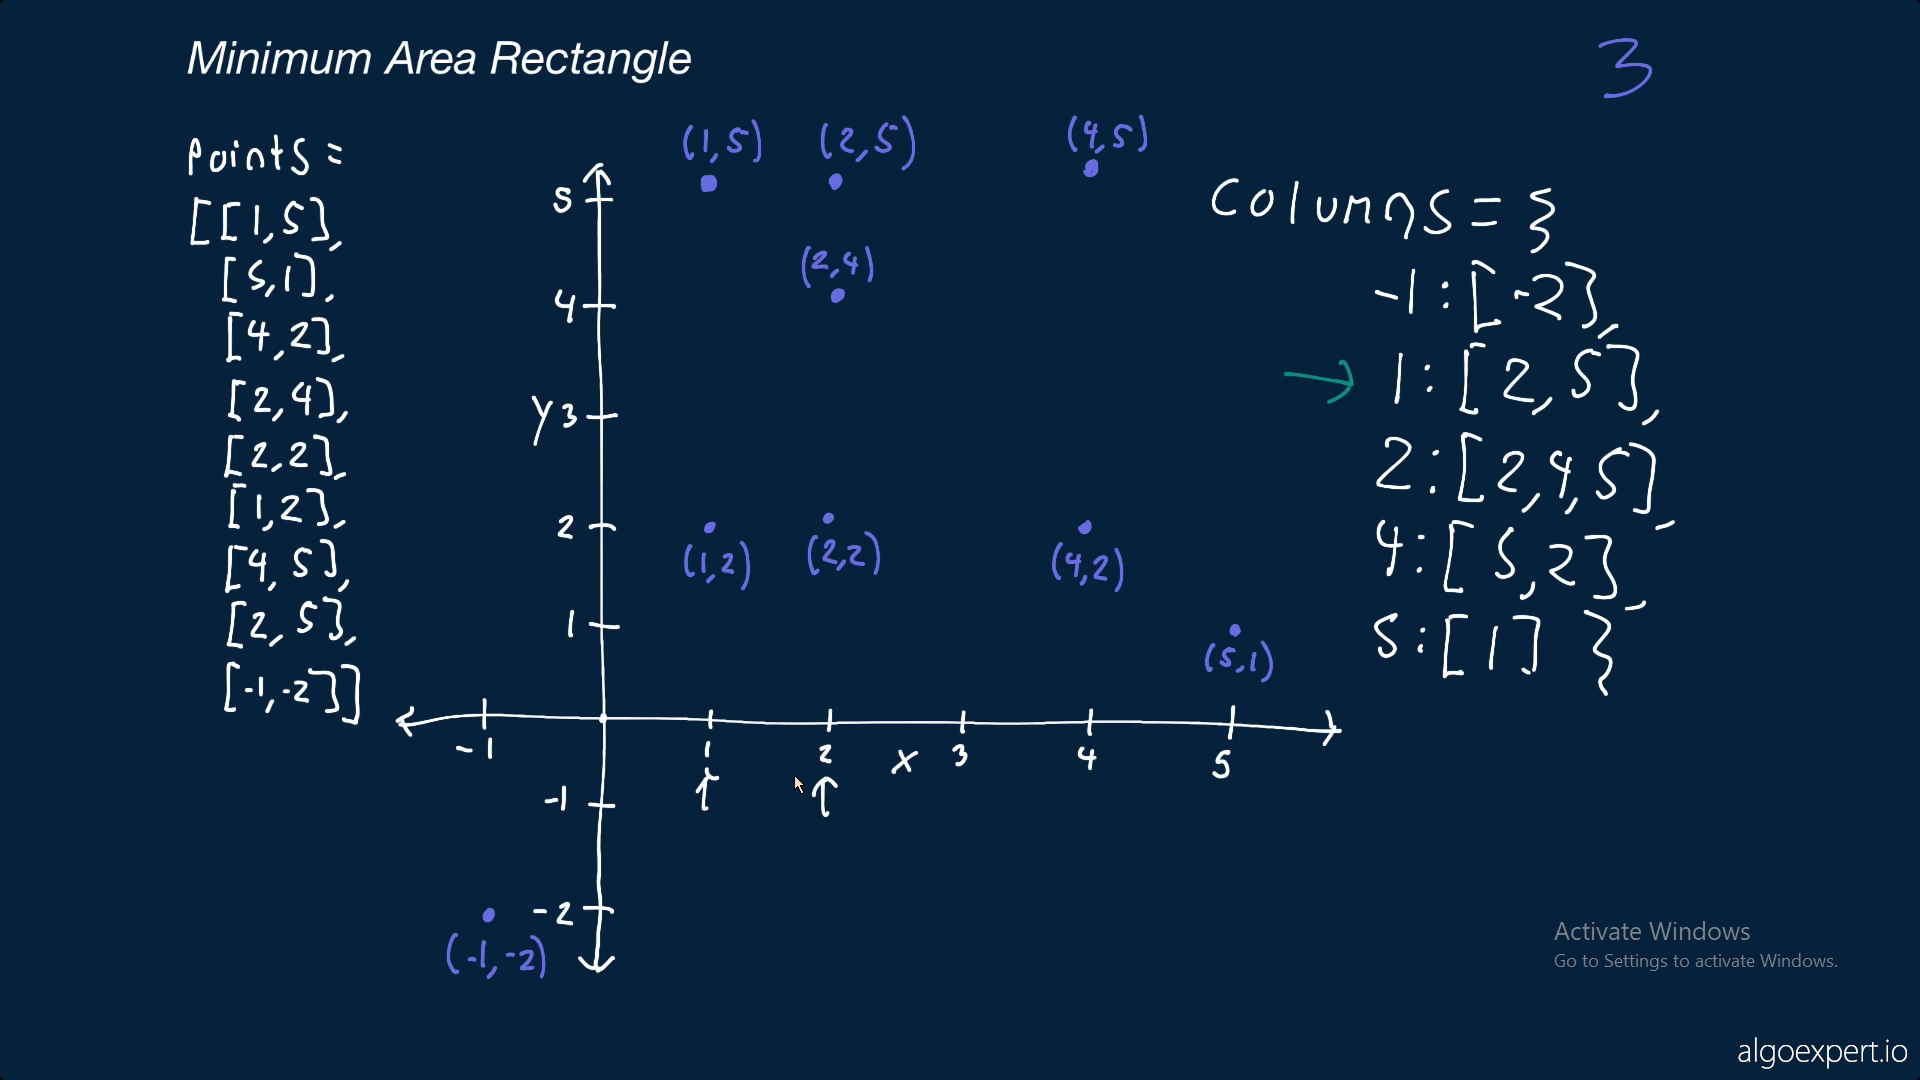 Minimum Area Rectangle
3
points =
[[1,5],
[5,1],
[4,2],
[2,4],
[2,2],
[1,2],
[4,5],
[2,5],
[-1,-2]]
(1,5) (2,5) (4,5)
5
(2,4)
4
y 3
2
(1,2) (2,2) (4,2)
1
(5,1)
-1 1 2 x 3 4 5
-1
-2
(-1,-2)
Columns = {
-1:[-2],
1:[2,5],
2:[2,4,5],
4:[5,2],
5:[1] }
Activate Windows
Go to Settings to activate Windows.
algoexpert.io